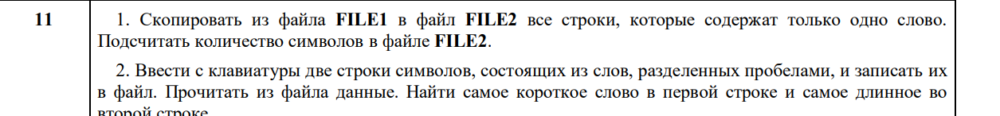 11
1. Скопировать из файла FILE1 в файл FILE2 все строки, которые содержат только одно слово.
Подсчитать количество символов в файле FILE2.
2. Ввести с клавиатуры две строки символов, состоящих из слов, разделенных пробелами, и записать их
в файл. Прочитать из файла данные. Найти самое короткое слово в первой строке и самое длинное во
второй строке